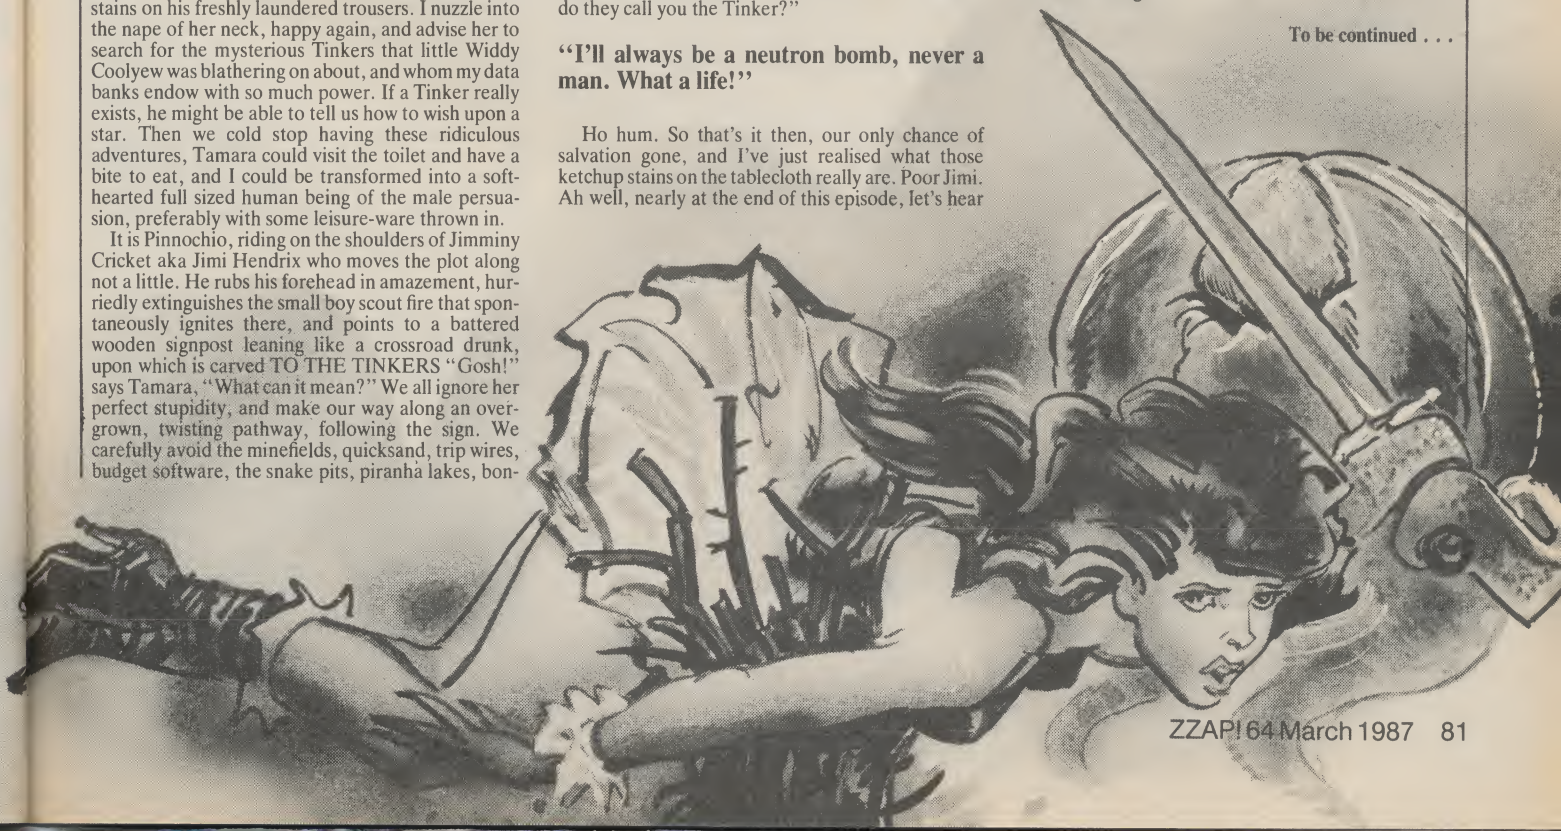 stains on his freshly laundered trousers. I nuzzle into
the nape of her neck, happy again, and advise her to
search for the mysterious Tinkers that little Widdy
Coolyew was blathering on about, and whom my data
banks endow with so much power. If a Tinker really
exists, he might be able to tell us how to wish upon a
star. Then we cold stop having these ridiculous
adventures, Tamara could visit the toilet and have a
bite to eat, and I could be transformed into a soft-
hearted full sized human being of the male persua-
sion, preferably with some leisure-ware thrown in.
It is Pinnochio, riding on the shoulders of Jimminy
Cricket aka Jimi Hendrix who moves the plot along
not a little. He rubs his forehead in amazement, hur-
riedly extinguishes the small boy scout fire that spon-
taneously ignites there, and points to a battered
wooden signpost leaning like a crossroad drunk,
upon which is carved TO THE TINKERS “Gosh!”
says Tamara, “What can it mean?” We all ignore her
perfect stupidity, and make our way along an over-
grown, twisting pathway, following the sign. We
carefully avoid the minefields, quicksand, trip wires,
budget software, the snake pits, piranha lakes, bon-
do they call you the Tinker?”
“I’ll always be a neutron bomb, never a
man. What a life!”
Ho hum. So that’s it then, our only chance of
salvation gone, and I’ve just realised what those
ketchup stains on the tablecloth really are. Poor Jimi.
Ah well, nearly at the end of this episode, let’s hear
To be continued . . .
ZZAP! 64 March 1987 81